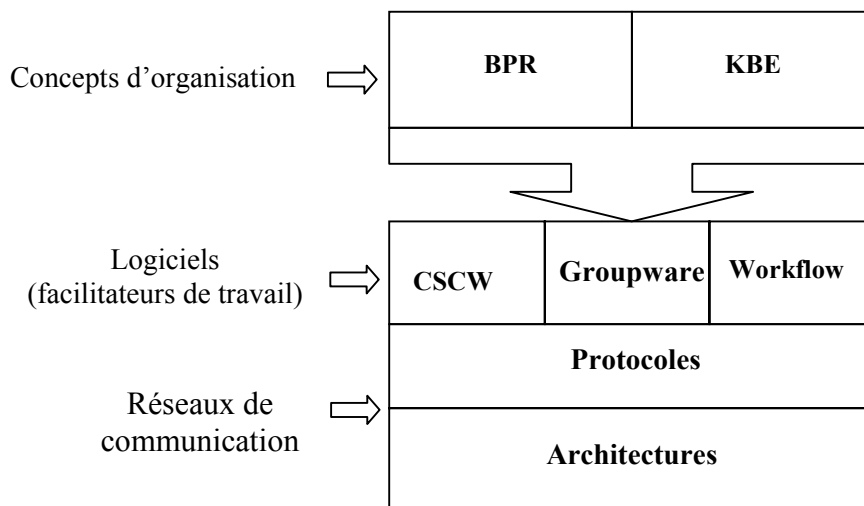 Concepts d’organisation
BPR
KBE
Logiciels
(facilitateurs de travail)
CSCW
Groupware
Workflow
Protocoles
Réseaux de
communication
Architectures